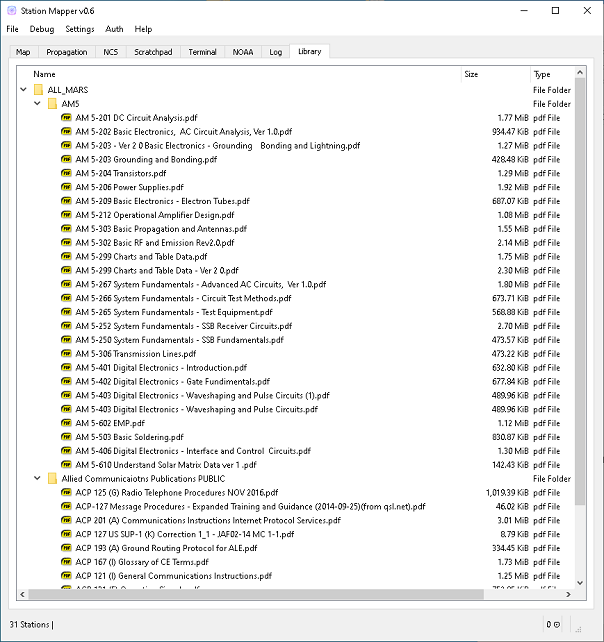 Station Mapper v0.6
File Debug Settings Auth Help
Map Propagation NCS Scratchpad Terminal NOAA Log Library
Name Size Type
ALL_MARS File Folder
AM5 File Folder
AM 5-201 DC Circuit Analysis.pdf 1.77 MiB pdf File
AM 5-202 Basic Electronics, AC Circuit Analysis, Ver 1.0.pdf 934.47 KiB pdf File
AM 5-203 - Ver 2 0 Basic Electronics - Grounding Bonding and Lightning.pdf 1.27 MiB pdf File
AM 5-203 Grounding and Bonding.pdf 428.48 KiB pdf File
AM 5-204 Transistors.pdf 1.29 MiB pdf File
AM 5-206 Power Supplies.pdf 1.92 MiB pdf File
AM 5-209 Basic Electronics - Electron Tubes.pdf 687.07 KiB pdf File
AM 5-212 Operational Amplifier Design.pdf 1.08 MiB pdf File
AM 5-303 Basic Propagation and Antennas.pdf 1.55 MiB pdf File
AM 5-302 Basic RF and Emission Rev2.0.pdf 2.14 MiB pdf File
AM 5-299 Charts and Table Data.pdf 1.75 MiB pdf File
AM 5-299 Charts and Table Data - Ver 2 0.pdf 2.30 MiB pdf File
AM 5-267 System Fundamentals - Advanced AC Circuits, Ver 1.0.pdf 1.80 MiB pdf File
AM 5-266 System Fundamentals - Circuit Test Methods.pdf 673.71 KiB pdf File
AM 5-265 System Fundamentals - Test Equipment.pdf 568.88 KiB pdf File
AM 5-252 System Fundamentals - SSB Receiver Circuits.pdf 2.70 MiB pdf File
AM 5-250 System Fundamentals - SSB Fundamentals.pdf 473.57 KiB pdf File
AM 5-306 Transmission Lines.pdf 473.22 KiB pdf File
AM 5-401 Digital Electronics - Introduction.pdf 632.80 KiB pdf File
AM 5-402 Digital Electronics - Gate Fundimentals.pdf 677.84 KiB pdf File
AM 5-403 Digital Electronics - Waveshaping and Pulse Circuits (1).pdf 489.96 KiB pdf File
AM 5-403 Digital Electronics - Waveshaping and Pulse Circuits.pdf 489.96 KiB pdf File
AM 5-602 EMP.pdf 1.12 MiB pdf File
AM 5-503 Basic Soldering.pdf 830.87 KiB pdf File
AM 5-406 Digital Electronics - Interface and Control Circuits.pdf 1.30 MiB pdf File
AM 5-610 Understand Solar Matrix Data ver 1 .pdf 142.43 KiB pdf File
Allied Communicaiotns Publications PUBLIC File Folder
ACP 125 (G) Radio Telephone Procedures NOV 2016.pdf 1,019.39 KiB pdf File
ACP-127 Message Procedures - Expanded Training and Guidance (2014-09-25)(from qsl.net).pdf 46.02 KiB pdf File
ACP 201 (A) Communications Instructions Internet Protocol Services.pdf 3.01 MiB pdf File
ACP 127 US SUP-1 (K) Correction 1_1 - JAF02-14 MC 1-1.pdf 8.79 KiB pdf File
ACP 193 (A) Ground Routing Protocol for ALE.pdf 334.45 KiB pdf File
ACP 167 (I) Glossary of CE Terms.pdf 1.73 MiB pdf File
ACP 121 (I) General Communications Instructions.pdf 1.25 MiB pdf File
31 Stations | 0